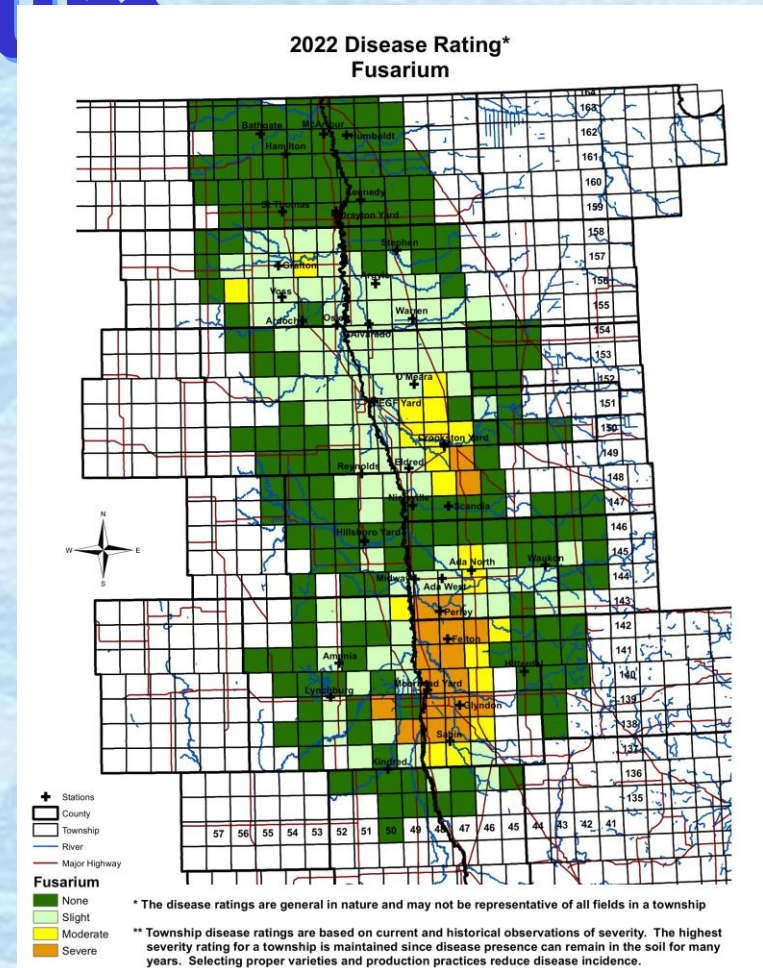 2022 Disease Rating*
Fusarium
164
163
Bathgate
McArthur
Humboldt
162
Hamilton
161
160
Kennedy
St Thomas
159
Drayton Yard
158
Stephen
157
Grafton
Argyle
156
Voss
155
Warren
Ardoch
Oslo
154
Alvarado
153
152
O'Meara
151
EGF Yard
150
Crookston Yard
149
Eldred
Reynolds
148
Nielsville
147
Scandia
146
Hillsboro Yard
145
Ada North
Waukon
144
Midway
Ada West
143
Perley
142
Felton
141
Amenia
Hitterdal
140
Moorhead Yard
Lynchburg
139
Glyndon
138
Sabin
137
Kindred
136
135
57 56 55 54 53 52 51 50 49 48 47 46 45 44 43 42 41
N
W E
S
Stations
County
Township
River
Major Highway
Fusarium
None
Slight
Moderate
Severe
* The disease ratings are general in nature and may not be representative of all fields in a township
** Township disease ratings are based on current and historical observations of severity. The highest
severity rating for a township is maintained since disease presence can remain in the soil for many
years. Selecting proper varieties and production practices reduce disease incidence.